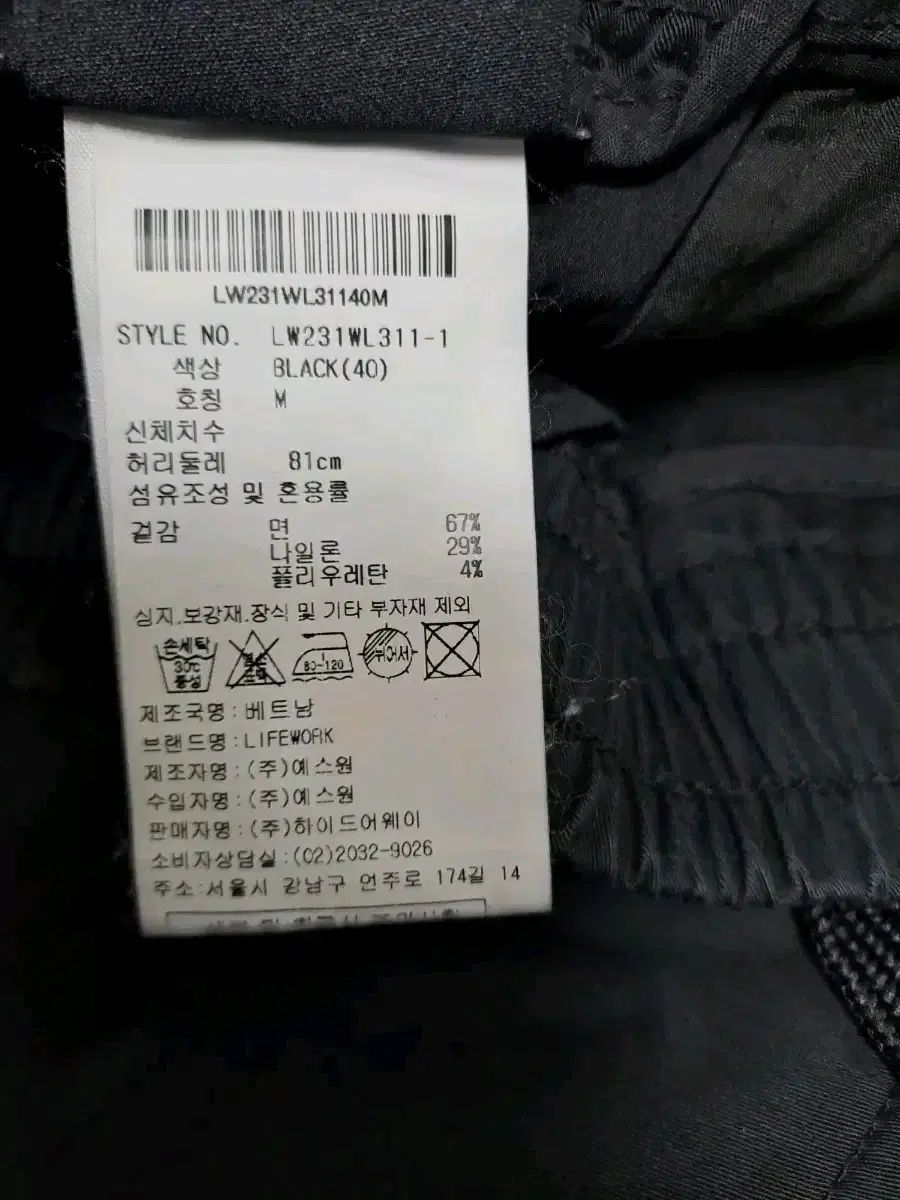 LW231WL31140M
STYLE NO. LW231WL311-1
색상 BLACK(40)
호칭 M
신체치수
허리둘레 81cm
섬유조성 및 혼용률
겉감 면 67%
나일론 29%
폴리우레탄 4%
심지,보강재,장식 및 기타 부자재 제외
손세탁 30℃ 중성 80~120 뉘어서
제조국명:베트남
브랜드명:LIFEWORK
제조자명:(주)예스원
수입자명:(주)예스원
판매자명:(주)하이드어웨이
소비자상담실:(02)2032-9026
주소:서울시 강남구 언주로 174길 14